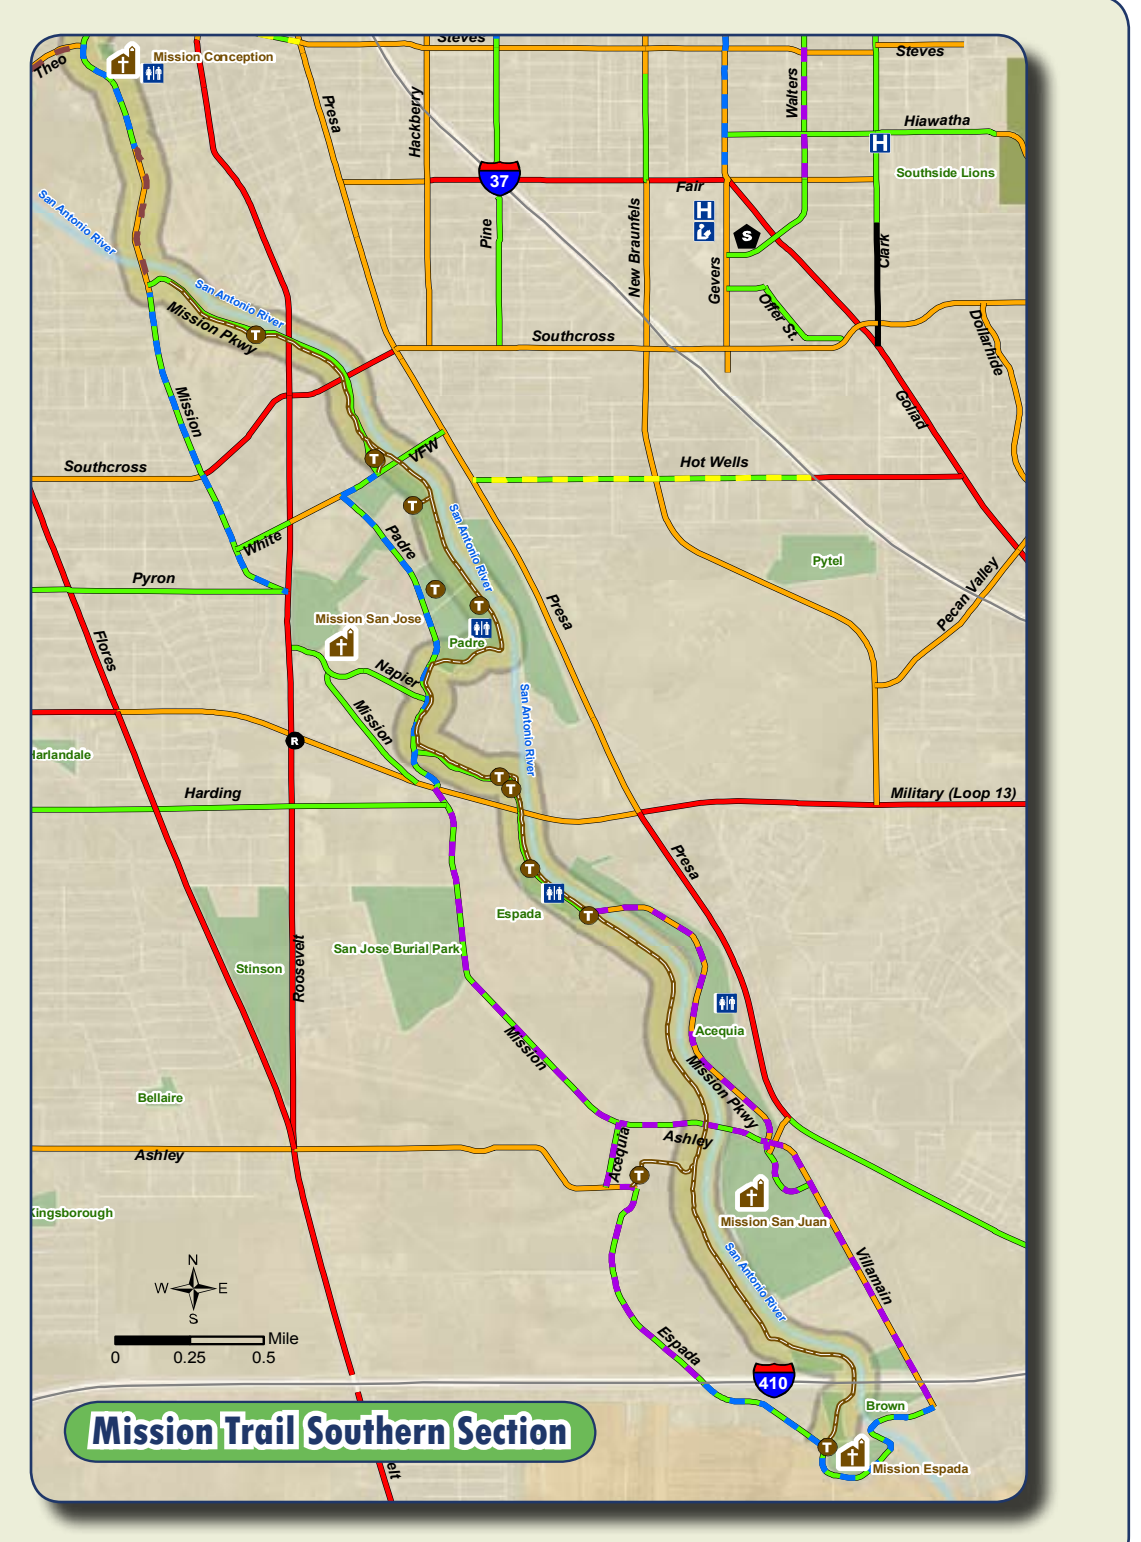 Steves
Mission Conception
Steves
Theo
Presa
Hackberry
Walters
Hiawatha
H
Southside Lions
37
Fair
San Antonio River
H
New Braunfels
Pine
S
Clark
Gevers
San Antonio River
Offer St.
Mission Pkwy
T
Southcross
Dollarhide
Mission
Goliad
VFW
T
Southcross
Hot Wells
T
San Antonio River
Padre
White
Pytel
Pyron
T
Pecan Valley
T
Presa
Mission San Jose
Padre
Flores
Napier
San Antonio River
Mission
R
Harlandale
T
T
Harding
Military (Loop 13)
Presa
T
Espada
T
San Jose Burial Park
Stinson
Roosevelt
Acequia
Mission
Mission Pkwy
Bellaire
Ashley
Acequia
Ashley
T
Kingsborough
Mission San Juan
N
W E
S
San Antonio River
Villamain
Mile
0 0.25 0.5
Espada
410
Brown
Mission Trail Southern Section
T
Mission Espada
elt